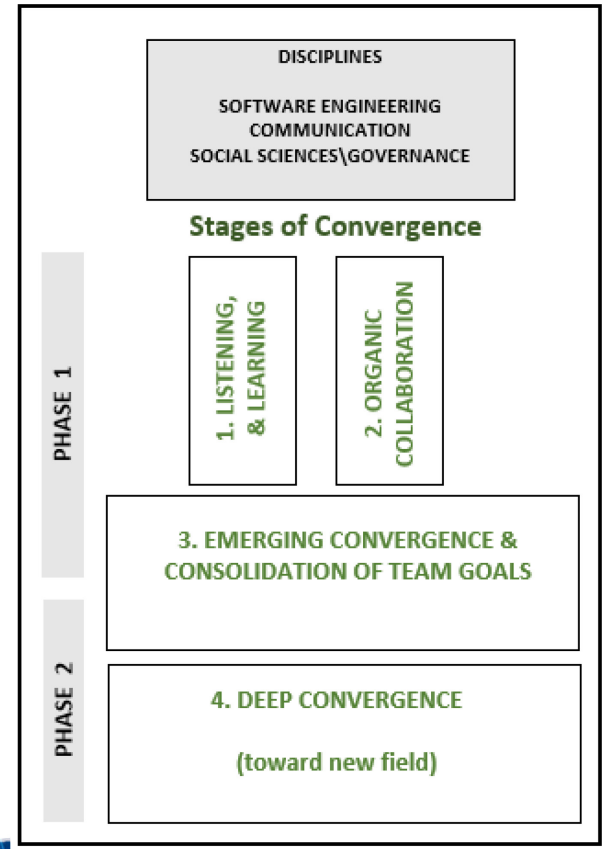 DISCIPLINES
SOFTWARE ENGINEERING
COMMUNICATION
SOCIAL SCIENCES\GOVERNANCE
Stages of Convergence
PHASE 1
1. LISTENING,
& LEARNING
2. ORGANIC
COLLABORATION
3. EMERGING CONVERGENCE &
CONSOLIDATION OF TEAM GOALS
PHASE 2
4. DEEP CONVERGENCE
(toward new field)